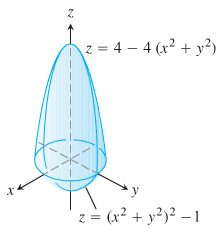 z
z = 4 − 4 (x² + y²)
x
y
z = (x² + y²)² −1